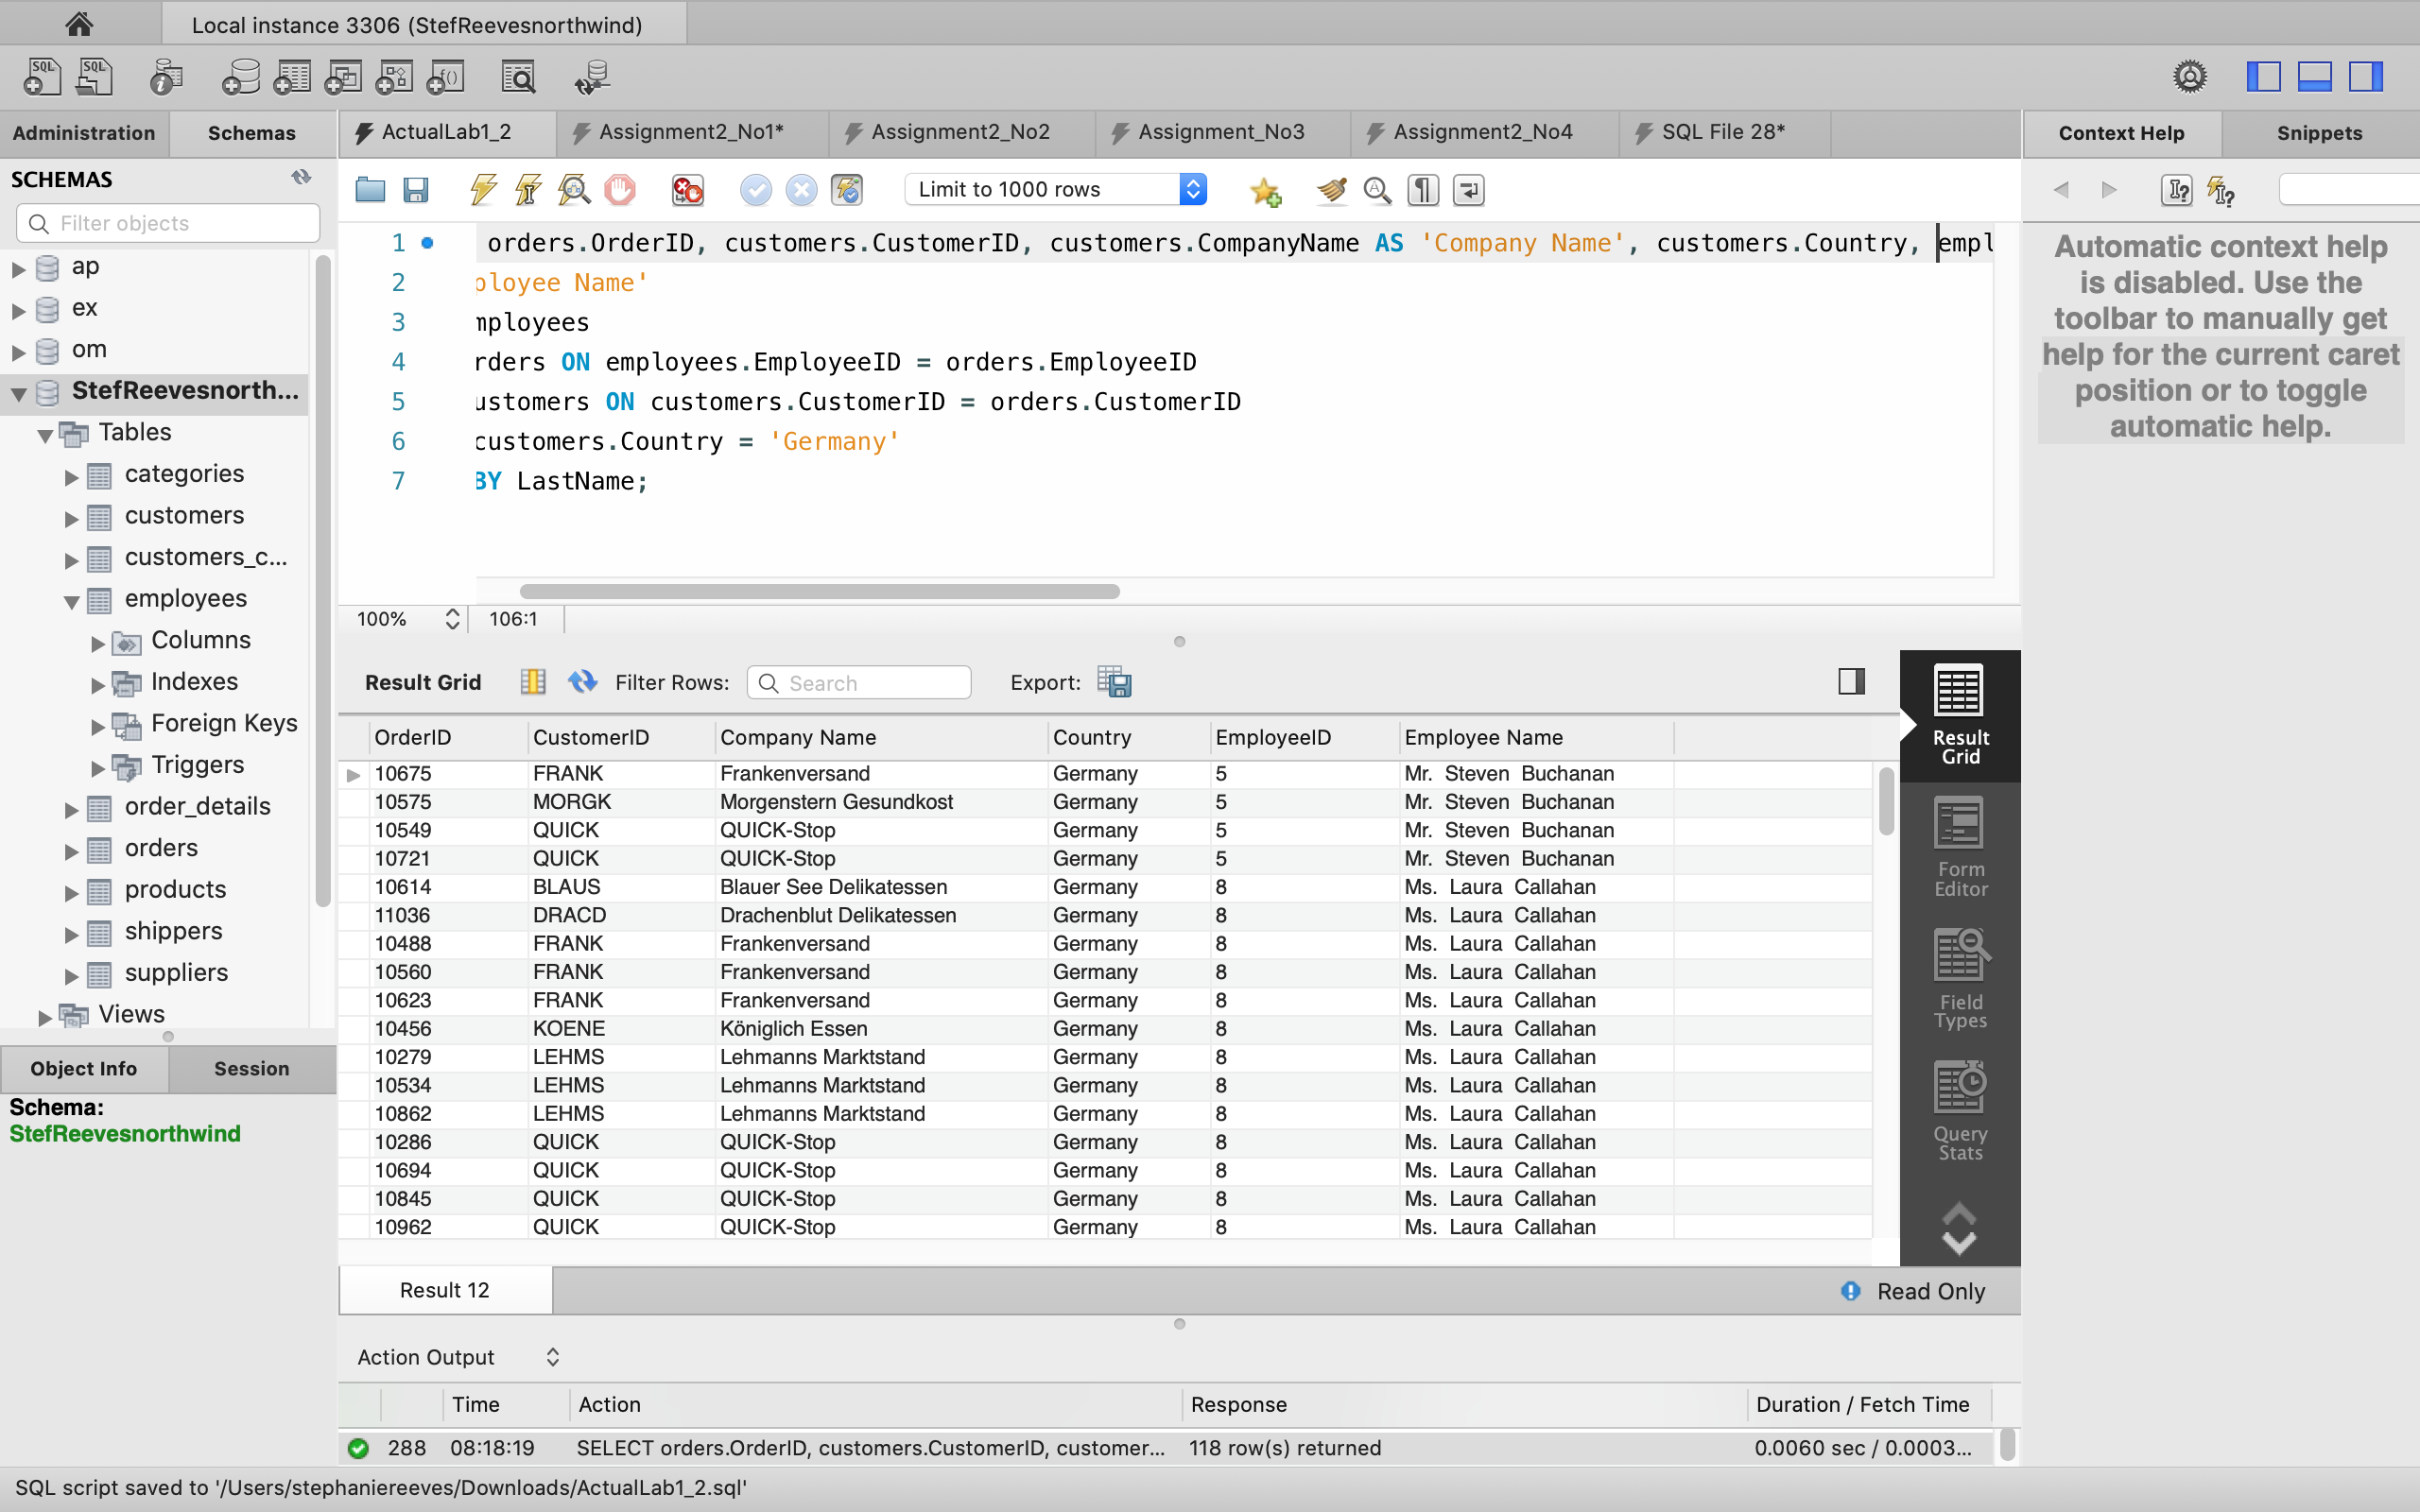 Local instance 3306 (StefReevesnorthwind)
Administration Schemas
ActualLab1_2 Assignment2_No1* Assignment2_No2 Assignment_No3 Assignment2_No4 SQL File 28*
Context Help Snippets
SCHEMAS
Filter objects
ap
ex
om
StefReevesnorth...
Tables
categories
customers
customers_c...
employees
Columns
Indexes
Foreign Keys
Triggers
order_details
orders
products
shippers
suppliers
Views
Object Info Session
Schema:
StefReevesnorthwind
Limit to 1000 rows
1 orders.OrderID, customers.CustomerID, customers.CompanyName AS 'Company Name', customers.Country, empl
2 ployee Name'
3 mployees
4 rders ON employees.EmployeeID = orders.EmployeeID
5 ustomers ON customers.CustomerID = orders.CustomerID
6 customers.Country = 'Germany'
7 BY LastName;
100% 106:1
Result Grid Filter Rows: Search Export:
OrderID CustomerID Company Name Country EmployeeID Employee Name
10675 FRANK Frankenversand Germany 5 Mr. Steven Buchanan
10575 MORGK Morgenstern Gesundkost Germany 5 Mr. Steven Buchanan
10549 QUICK QUICK-Stop Germany 5 Mr. Steven Buchanan
10721 QUICK QUICK-Stop Germany 5 Mr. Steven Buchanan
10614 BLAUS Blauer See Delikatessen Germany 8 Ms. Laura Callahan
11036 DRACD Drachenblut Delikatessen Germany 8 Ms. Laura Callahan
10488 FRANK Frankenversand Germany 8 Ms. Laura Callahan
10560 FRANK Frankenversand Germany 8 Ms. Laura Callahan
10623 FRANK Frankenversand Germany 8 Ms. Laura Callahan
10456 KOENE Königlich Essen Germany 8 Ms. Laura Callahan
10279 LEHMS Lehmanns Marktstand Germany 8 Ms. Laura Callahan
10534 LEHMS Lehmanns Marktstand Germany 8 Ms. Laura Callahan
10862 LEHMS Lehmanns Marktstand Germany 8 Ms. Laura Callahan
10286 QUICK QUICK-Stop Germany 8 Ms. Laura Callahan
10694 QUICK QUICK-Stop Germany 8 Ms. Laura Callahan
10845 QUICK QUICK-Stop Germany 8 Ms. Laura Callahan
10962 QUICK QUICK-Stop Germany 8 Ms. Laura Callahan
Result
Grid
Form
Editor
Field
Types
Query
Stats
Result 12 Read Only
Action Output
Time Action Response Duration / Fetch Time
288 08:18:19 SELECT orders.OrderID, customers.CustomerID, customer... 118 row(s) returned 0.0060 sec / 0.0003...
Automatic context help
is disabled. Use the
toolbar to manually get
help for the current caret
position or to toggle
automatic help.
SQL script saved to '/Users/stephaniereeves/Downloads/ActualLab1_2.sql'